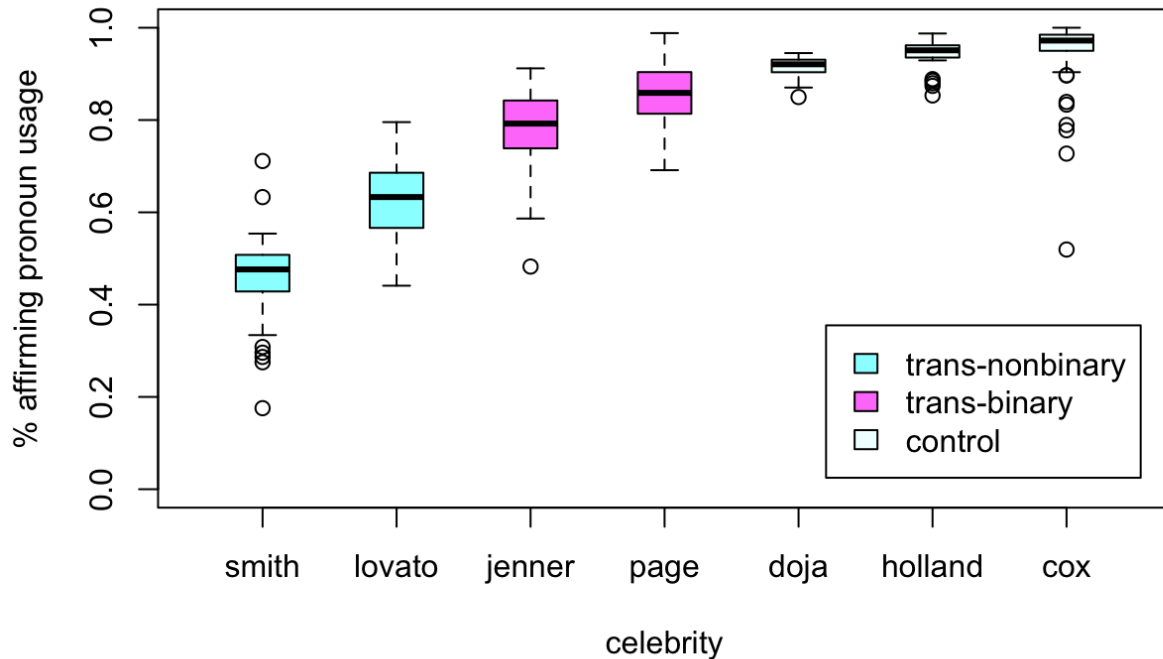 % affirming pronoun usage
1.0
0.8
0.6
0.4
0.2
0.0
trans-nonbinary
trans-binary
control
smith lovato jenner page doja holland cox
celebrity